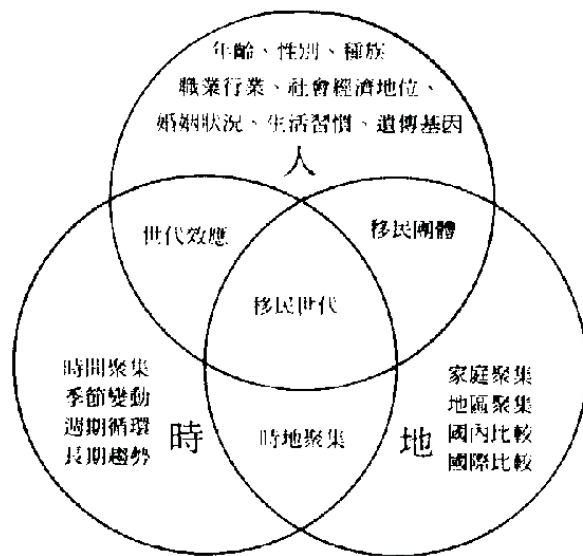 年齡、性別、種族
職業行業、社會經濟地位、
婚姻狀況、生活習慣、遺傳基因
人
世代效應
移民團體
移民世代
時間聚集
季節變動
週期循環
長期趨勢
時
時地聚集
地
家庭聚集
地區聚集
國內比較
國際比較